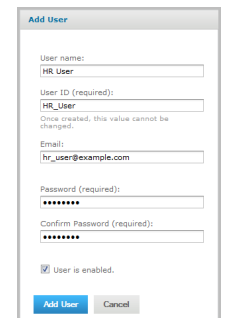 Add User
User name:
HR User
User ID (required):
HR_User
Once created, this value cannot be
changed.
Email:
hr_user@example.com
Password (required):
••••••••
Confirm Password (required):
••••••••
User is enabled.
Add User Cancel